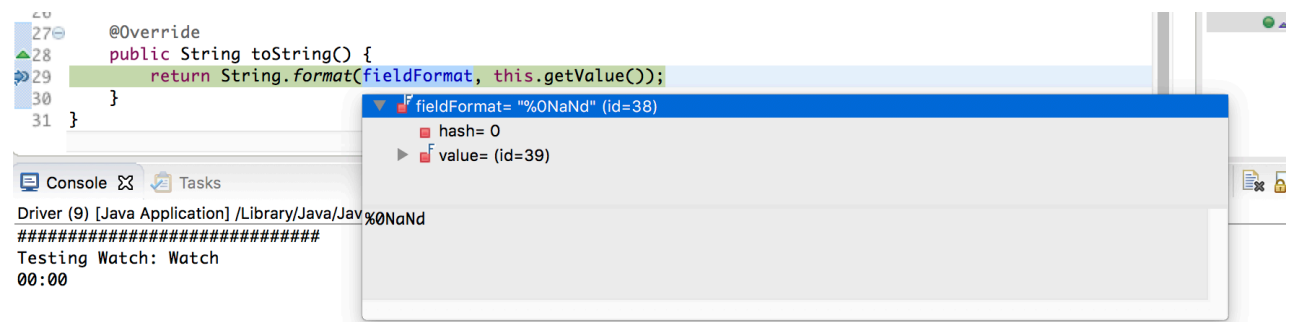 27 @Override
28 public String toString() {
29 return String.format(fieldFormat, this.getValue());
30 }
31 }
fieldFormat= "%0NaNd" (id=38)
hash= 0
value= (id=39)
Console Tasks
Driver (9) [Java Application] /Library/Java/Jav
%0NaNd
##############################
Testing Watch: Watch
00:00